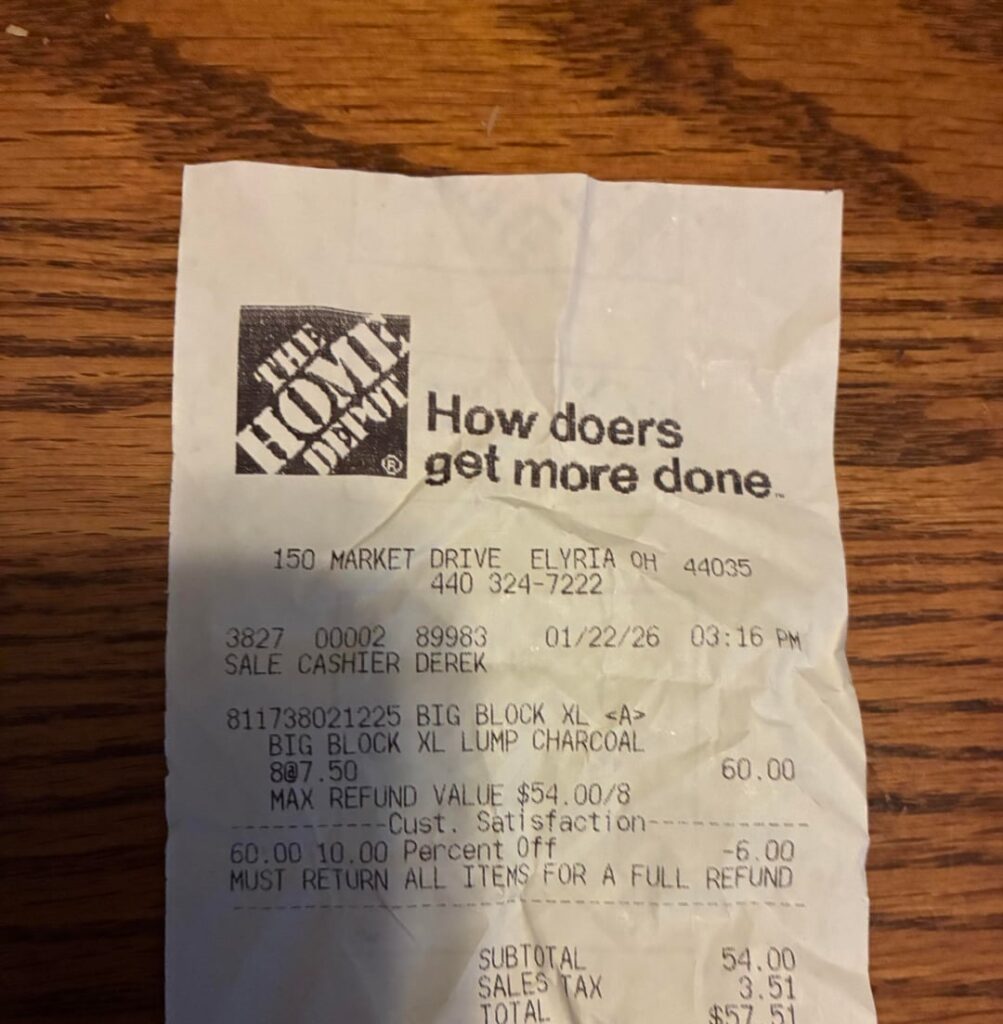 THE
HOME
DEPOT
®
How doers
get more done™
150 MARKET DRIVE ELYRIA OH 44035
440 324-7222
3827 00002 89983 01/22/26 03:16 PM
SALE CASHIER DEREK
811738021225 BIG BLOCK XL <A>
BIG BLOCK XL LUMP CHARCOAL
8@7.50 60.00
MAX REFUND VALUE $54.00/8
-----------Cust. Satisfaction-----------
60.00 10.00 Percent Off -6.00
MUST RETURN ALL ITEMS FOR A FULL REFUND
----------------------------------------
SUBTOTAL 54.00
SALES TAX 3.51
TOTAL $57.51